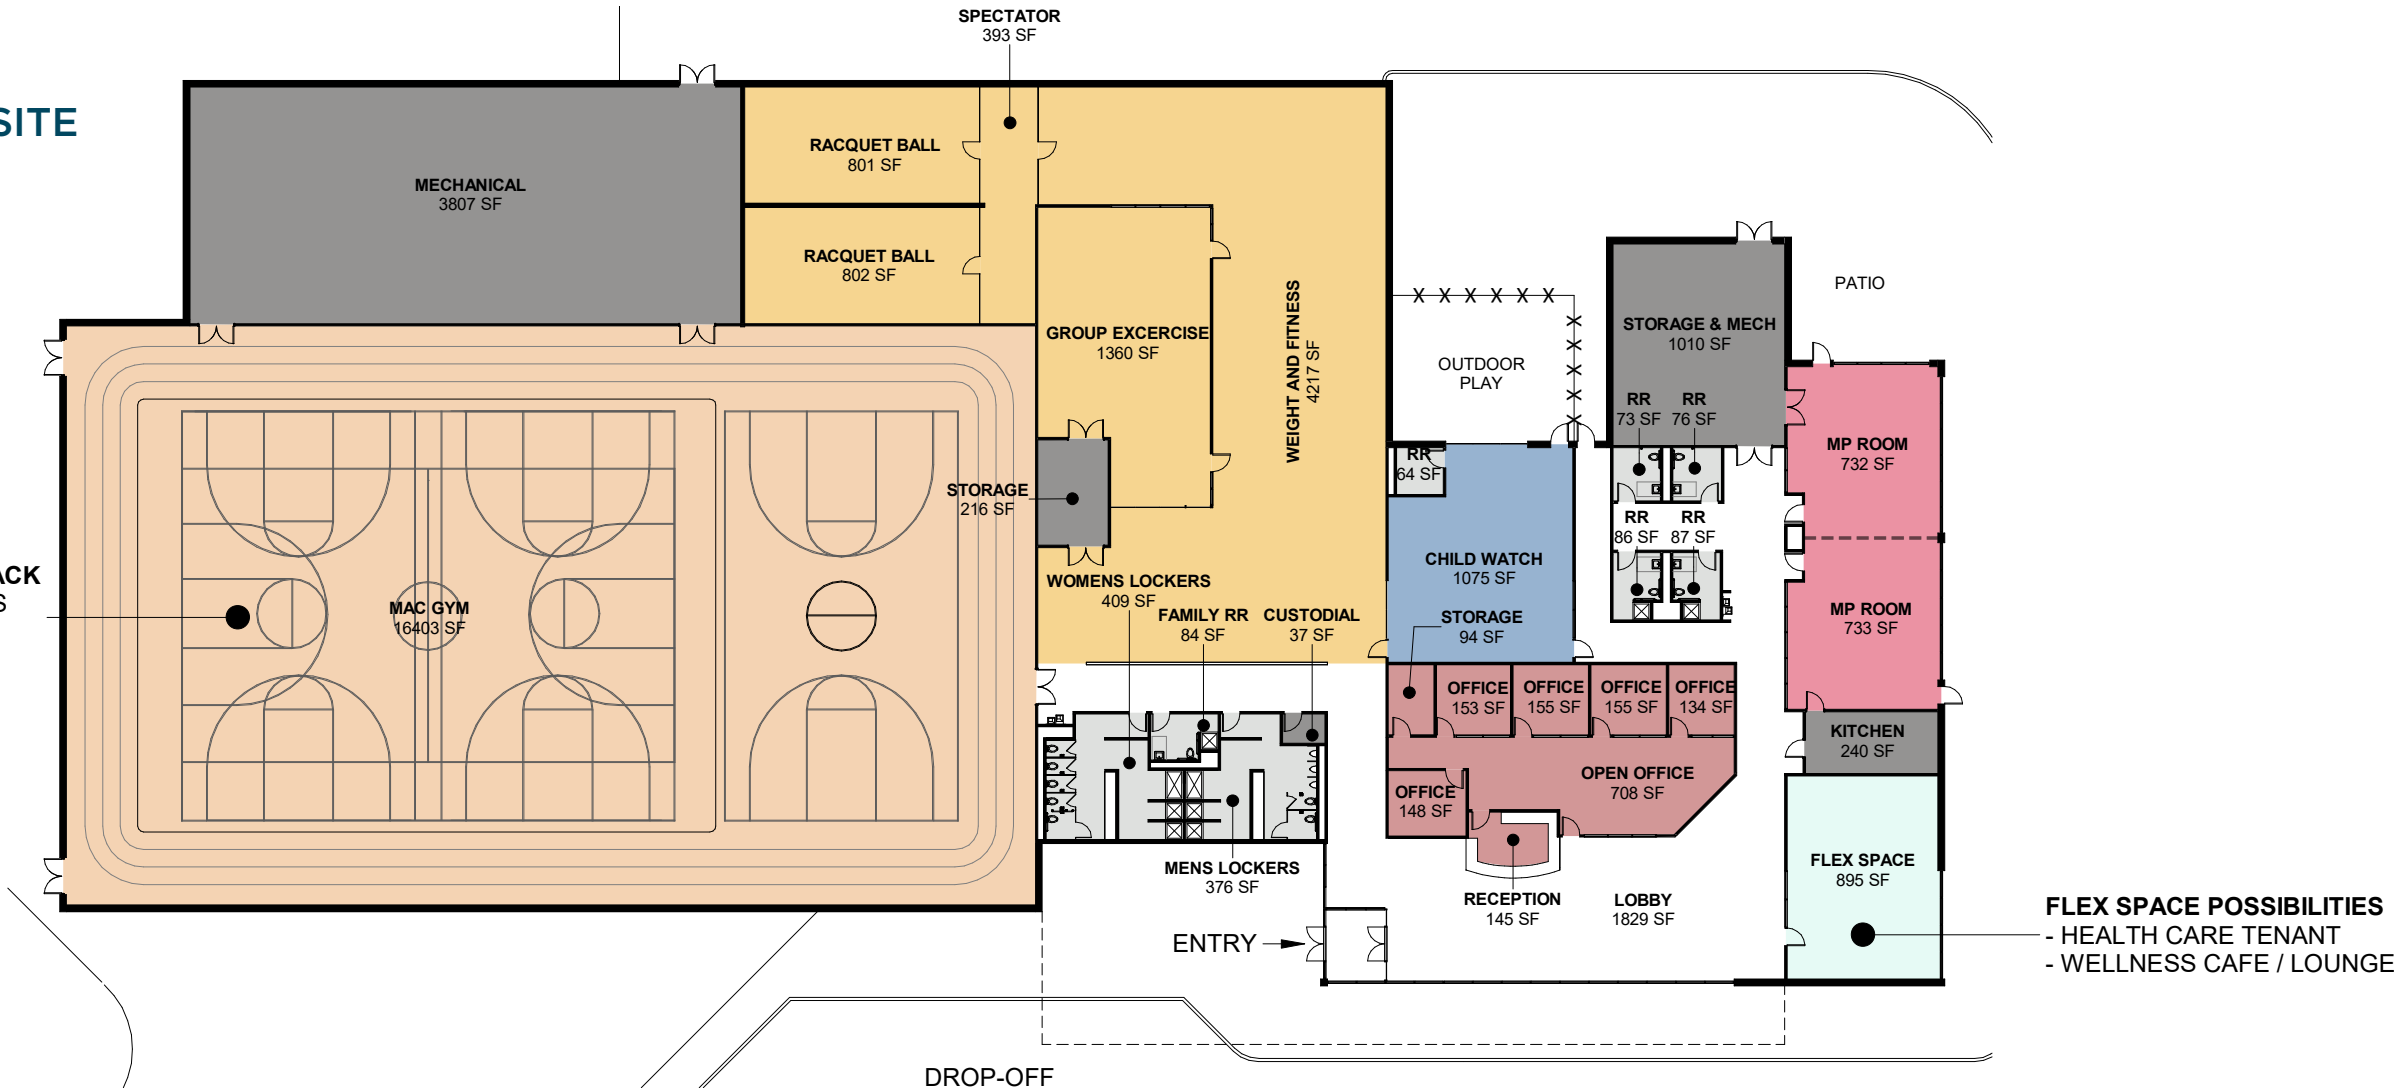 SPECTATOR
393 SF
SITE
RACQUET BALL
801 SF
MECHANICAL
3807 SF
RACQUET BALL
802 SF
PATIO
WEIGHT AND FITNESS
4217 SF
GROUP EXCERCISE
1360 SF
STORAGE & MECH
1010 SF
OUTDOOR
PLAY
RR
73 SF
RR
76 SF
MP ROOM
732 SF
RR
64 SF
STORAGE
216 SF
RR
86 SF
RR
87 SF
CHILD WATCH
1075 SF
ACK
S
WOMENS LOCKERS
409 SF
MAC GYM
16403 SF
FAMILY RR
84 SF
CUSTODIAL
37 SF
STORAGE
94 SF
MP ROOM
733 SF
OFFICE
153 SF
OFFICE
155 SF
OFFICE
155 SF
OFFICE
134 SF
KITCHEN
240 SF
OPEN OFFICE
708 SF
OFFICE
148 SF
MENS LOCKERS
376 SF
FLEX SPACE
895 SF
RECEPTION
145 SF
LOBBY
1829 SF
FLEX SPACE POSSIBILITIES
- HEALTH CARE TENANT
- WELLNESS CAFE / LOUNGE
ENTRY
DROP-OFF